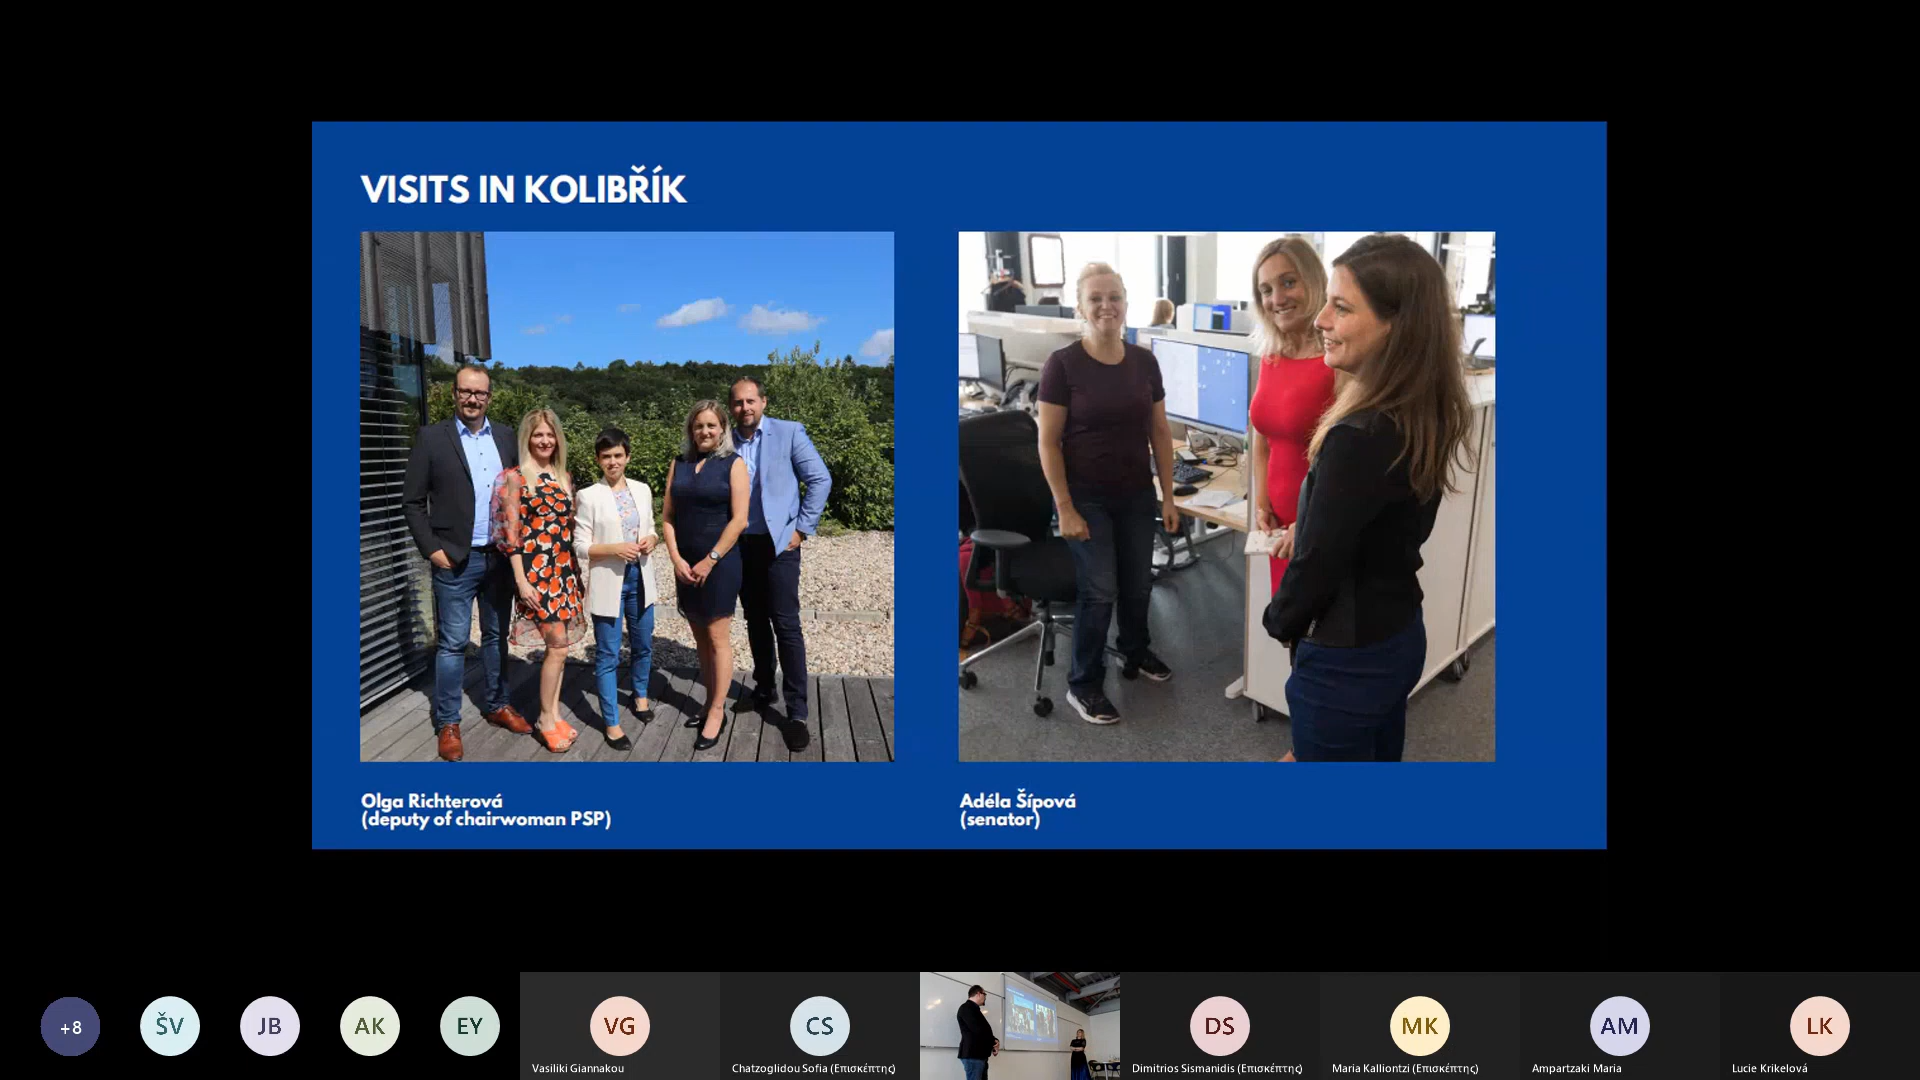 VISITS IN KOLIBŘÍK
Olga Richterová
(deputy of chairwoman PSP)
Adéla Šípová
(senator)
+8
ŠV
JB
AK
EY
VG
CS
DS
MK
AM
LK
Vasiliki Giannakou
Chatzoglidou Sofia (Επισκέπτης)
Dimitrios Sismanidis (Επισκέπτης)
Maria Kalliontzi (Επισκέπτης)
Ampartzaki Maria
Lucie Krikelová